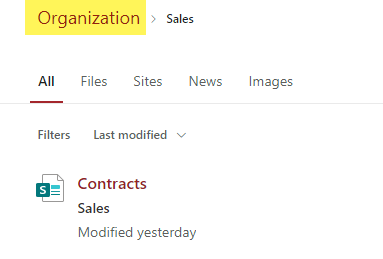 Organization > Sales
All Files Sites News Images
Filters Last modified
S
Contracts
Sales
Modified yesterday